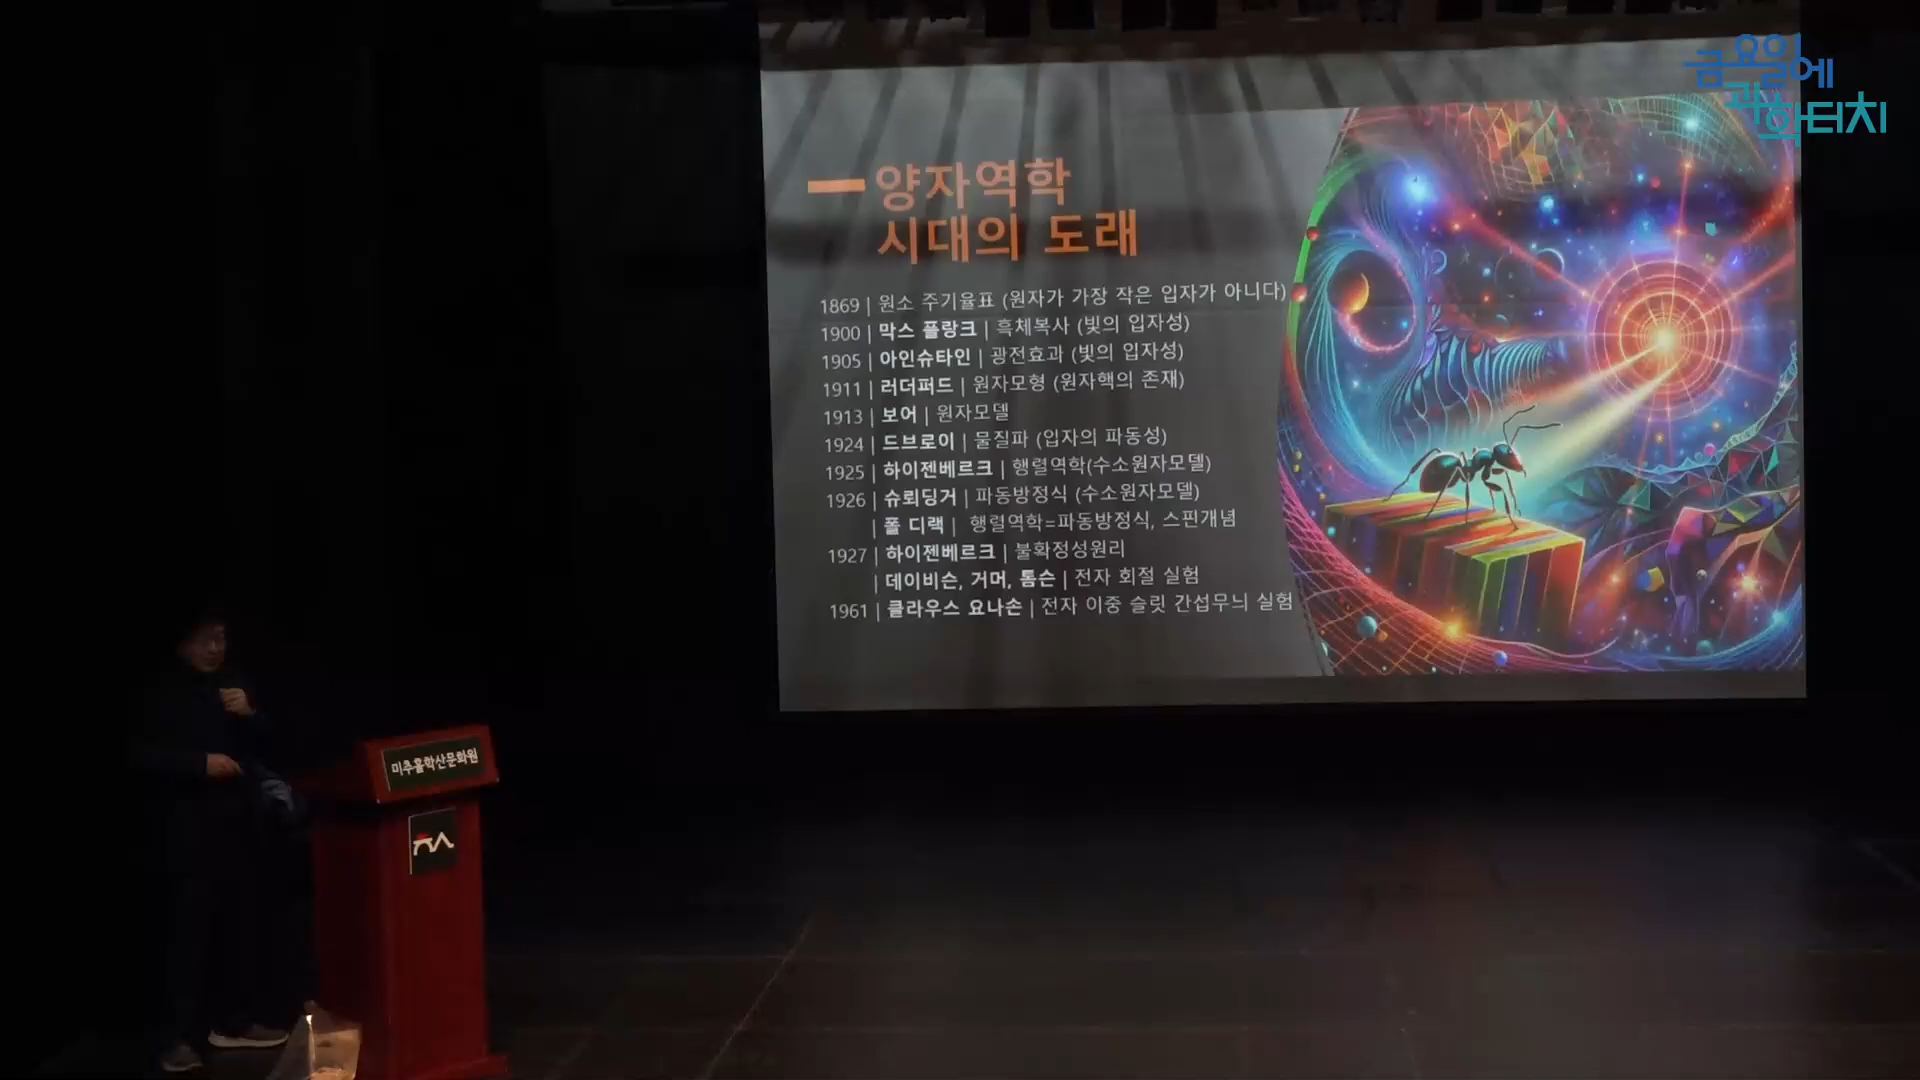 금요일에
과학터치
양자역학
시대의 도래
1869 | 원소 주기율표 (원자가 가장 작은 입자가 아니다)
1900 | 막스 플랑크 | 흑체복사 (빛의 입자성)
1905 | 아인슈타인 | 광전효과 (빛의 입자성)
1911 | 러더퍼드 | 원자모형 (원자핵의 존재)
1913 | 보어 | 원자모델
1924 | 드브로이 | 물질파 (입자의 파동성)
1925 | 하이젠베르크 | 행렬역학(수소원자모델)
1926 | 슈뢰딩거 | 파동방정식 (수소원자모델)
| 폴 디랙 | 행렬역학=파동방정식, 스핀개념
1927 | 하이젠베르크 | 불확정성원리
| 데이비슨, 거머, 톰슨 | 전자 회절 실험
1961 | 클라우스 요나손 | 전자 이중 슬릿 간섭무늬 실험
미추홀학산문화원